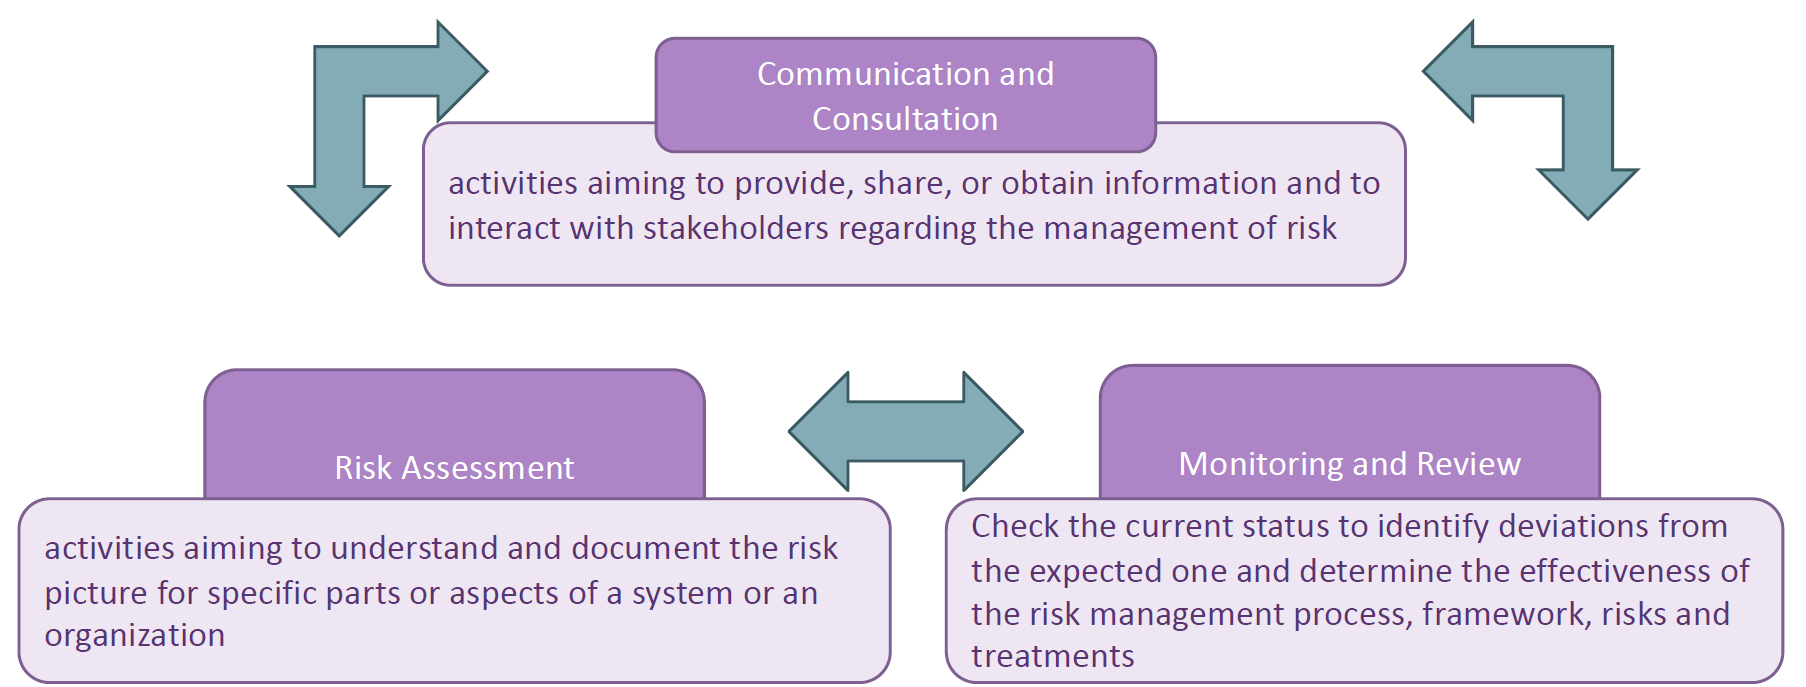 Communication and
Consultation
activities aiming to provide, share, or obtain information and to
interact with stakeholders regarding the management of risk
Risk Assessment
activities aiming to understand and document the risk
picture for specific parts or aspects of a system or an
organization
Monitoring and Review
Check the current status to identify deviations from
the expected one and determine the effectiveness of
the risk management process, framework, risks and
treatments